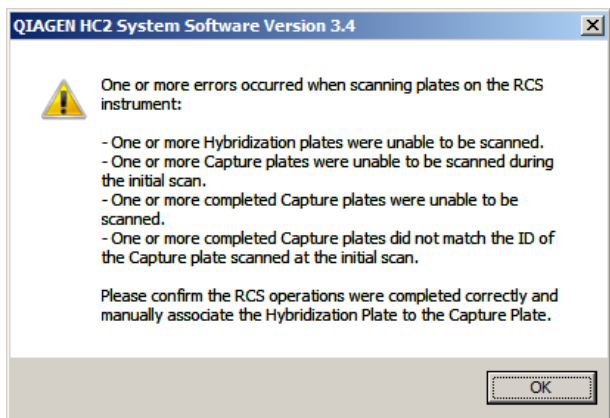 QIAGEN HC2 System Software Version 3.4
One or more errors occurred when scanning plates on the RCS
instrument:
- One or more Hybridization plates were unable to be scanned.
- One or more Capture plates were unable to be scanned during
the initial scan.
- One or more completed Capture plates were unable to be
scanned.
- One or more completed Capture plates did not match the ID of
the Capture plate scanned at the initial scan.
Please confirm the RCS operations were completed correctly and
manually associate the Hybridization Plate to the Capture Plate.
OK